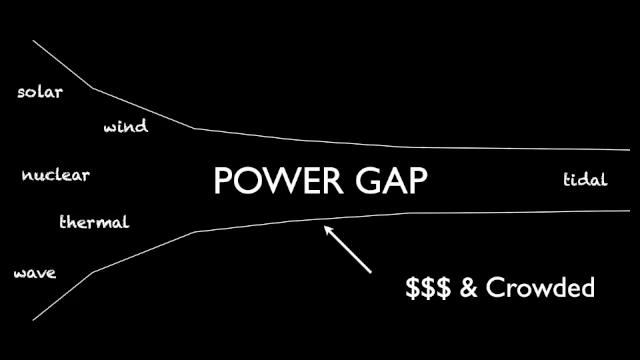 solar
wind
nuclear
POWER GAP
tidal
thermal
wave
$$$ & Crowded